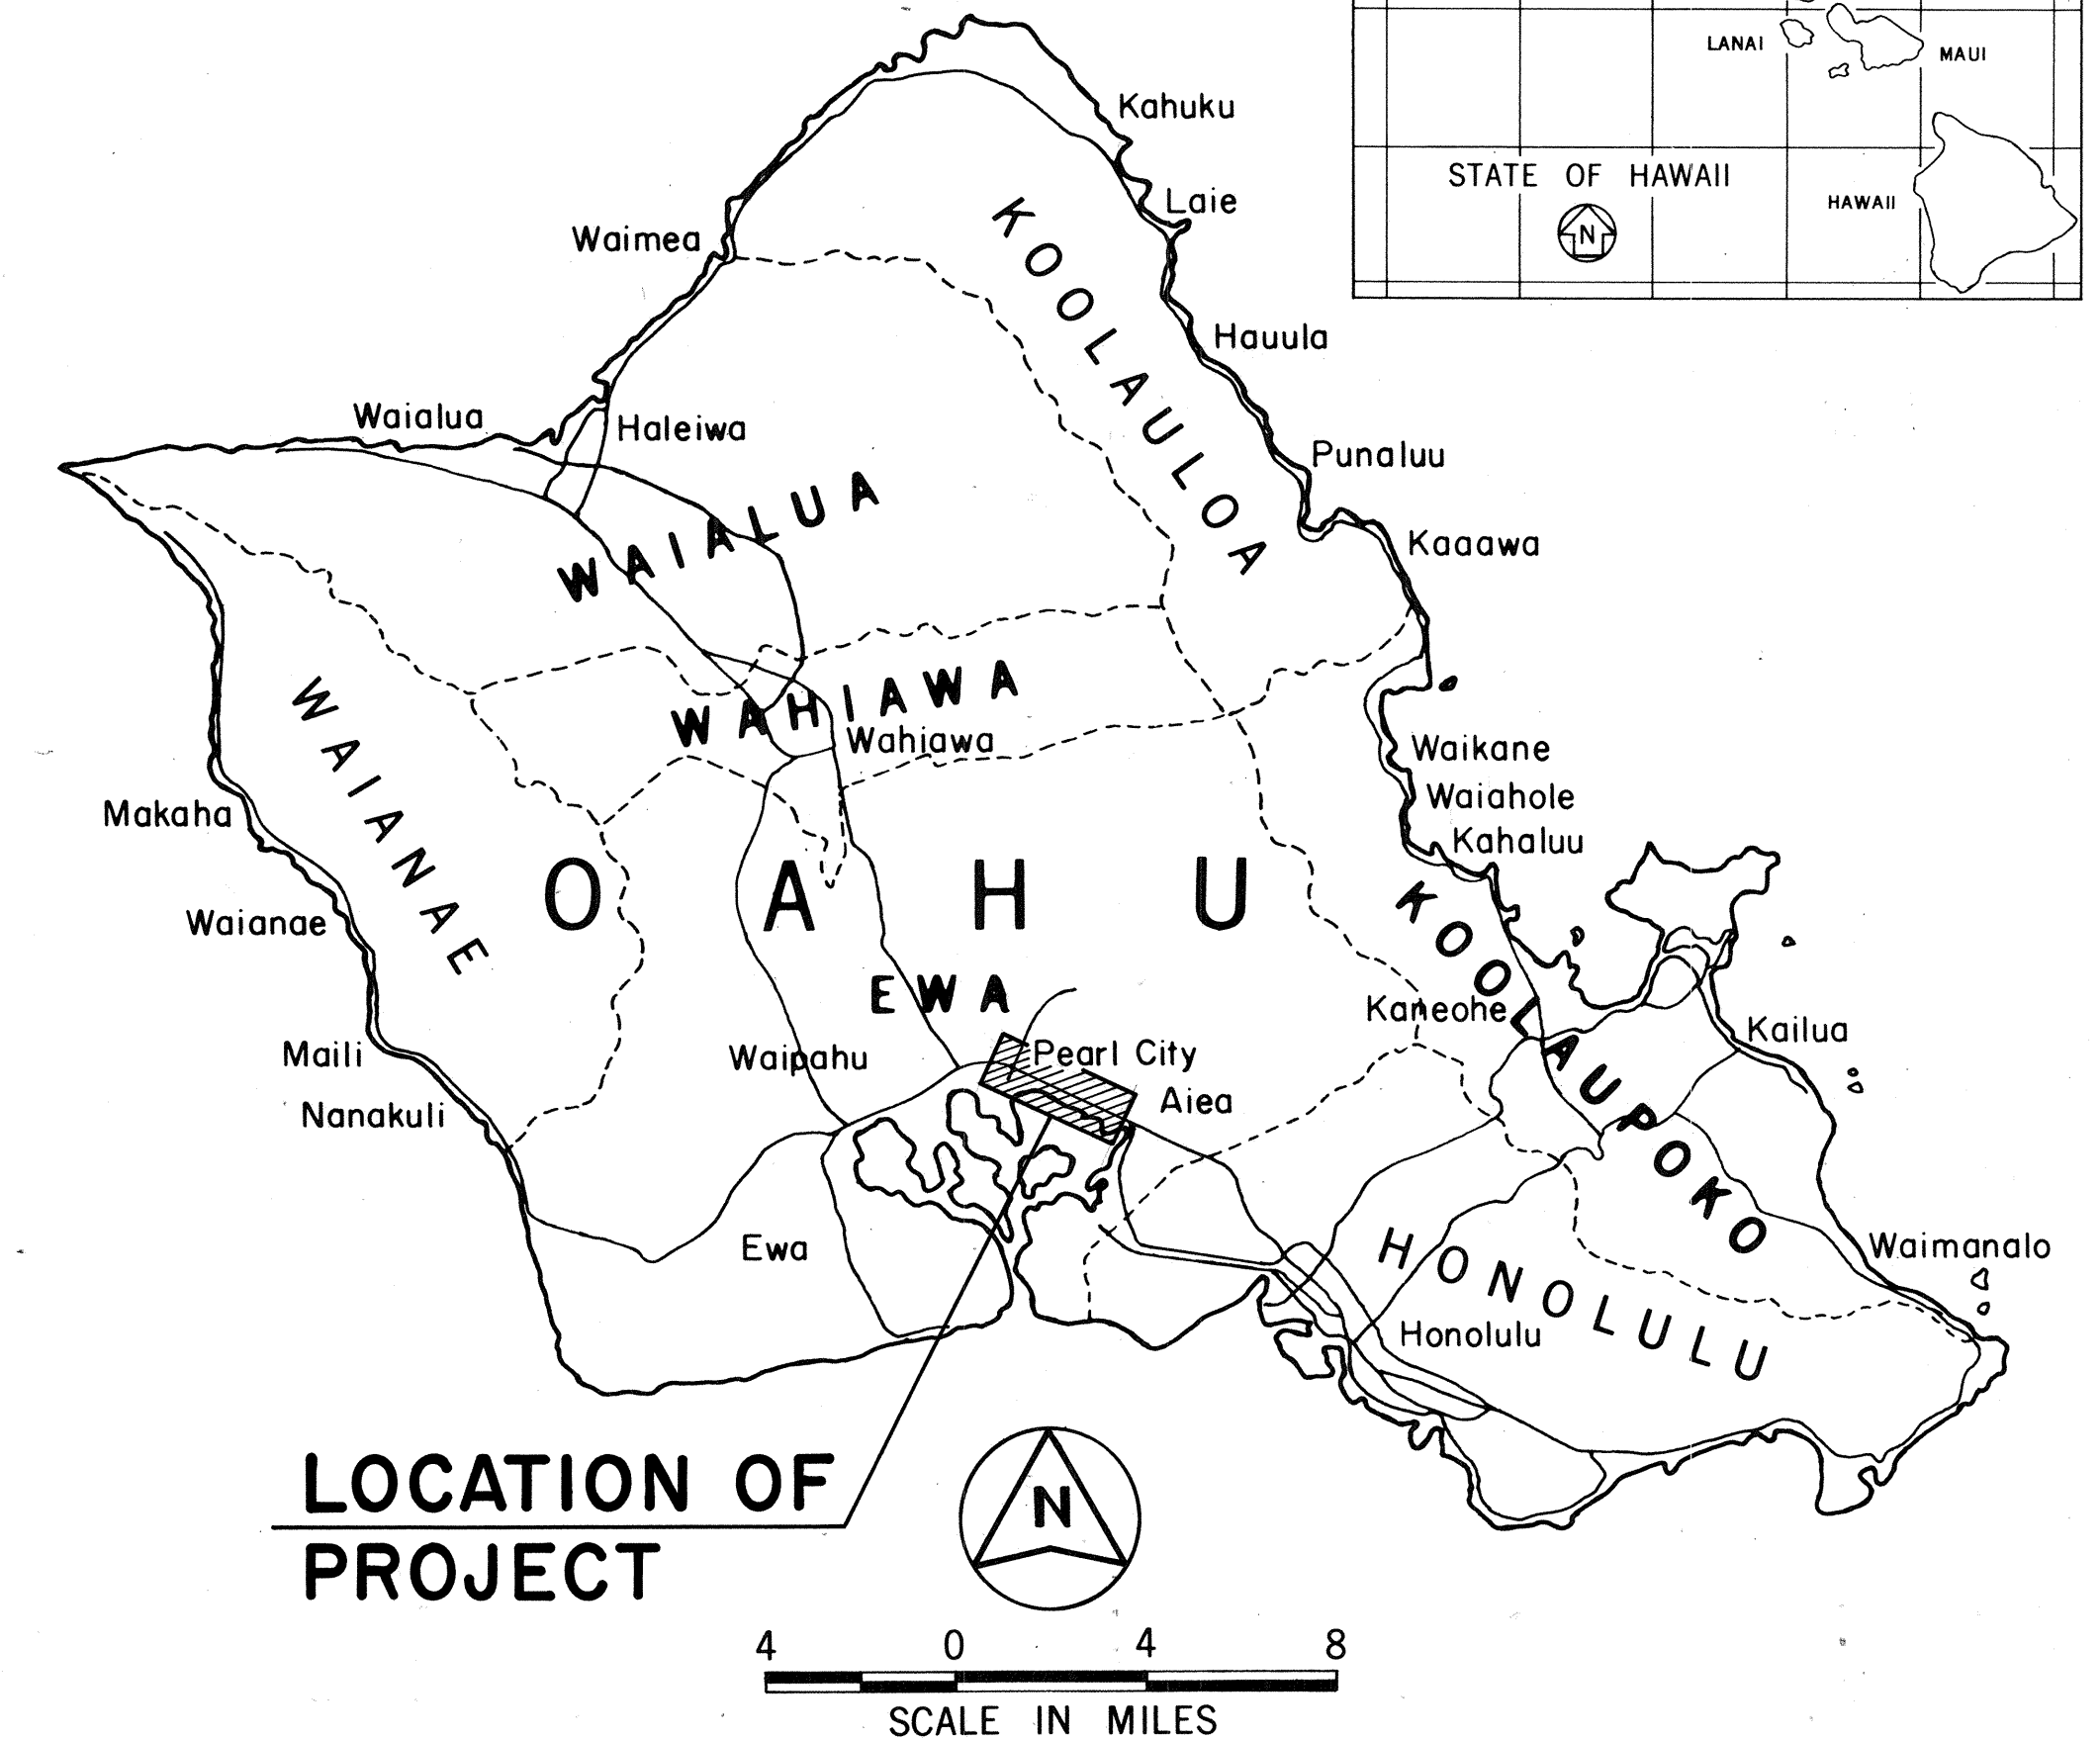 LANAI
MAUI
STATE OF HAWAII
HAWAII
N
Kahuku
Laie
Waimea
KOOLAULOA
Hauula
Waialua
Haleiwa
Punaluu
WAIALUA
Kaaawa
WAIANAE
WAHIAWA
Wahiawa
Waikane
Waiahole
Makaha
Kahaluu
OAHU
Waianae
KOOLAUPOKO
EWA
Kaneohe
Kailua
Maili
Waipahu
Pearl City
Nanakuli
Aiea
Ewa
HONOLULU
Waimanalo
Honolulu
LOCATION OF
PROJECT
N
4 0 4 8
SCALE IN MILES